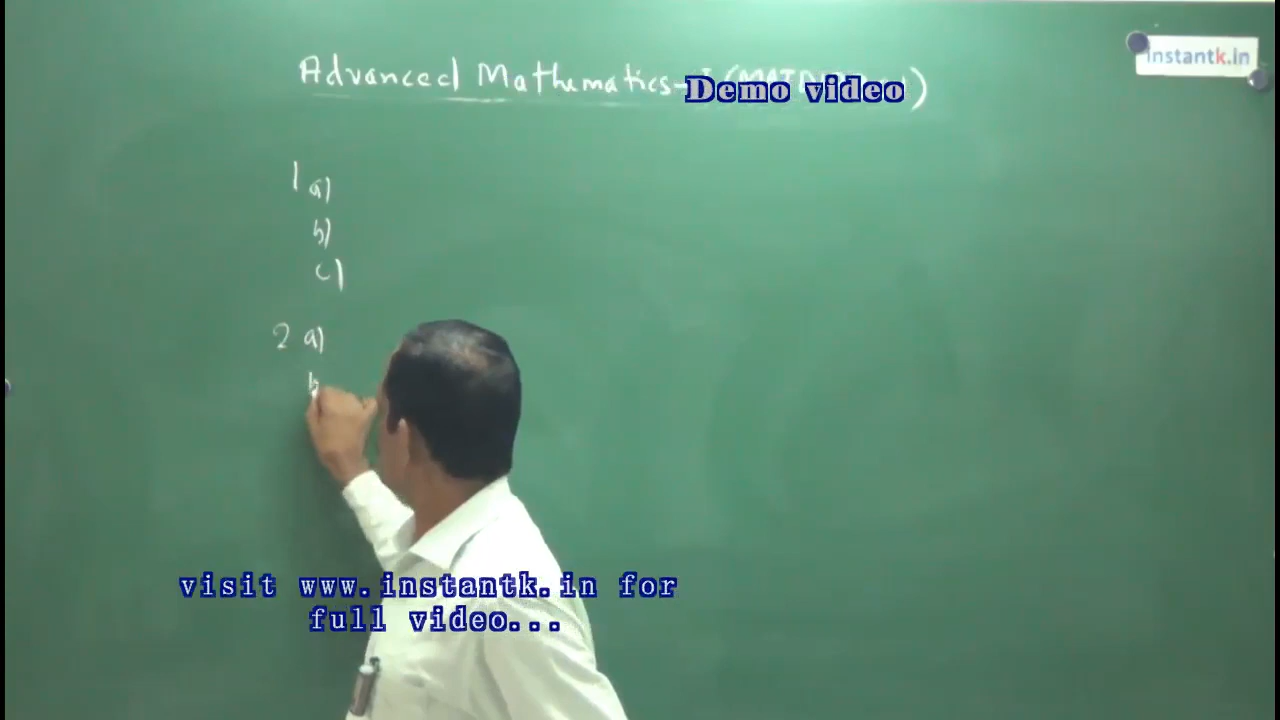 instantk.in
Advanced Mathematics-
Demo video
)
1 a)
b)
c)
2 a)
b
visit www.instantk.in for
full video...